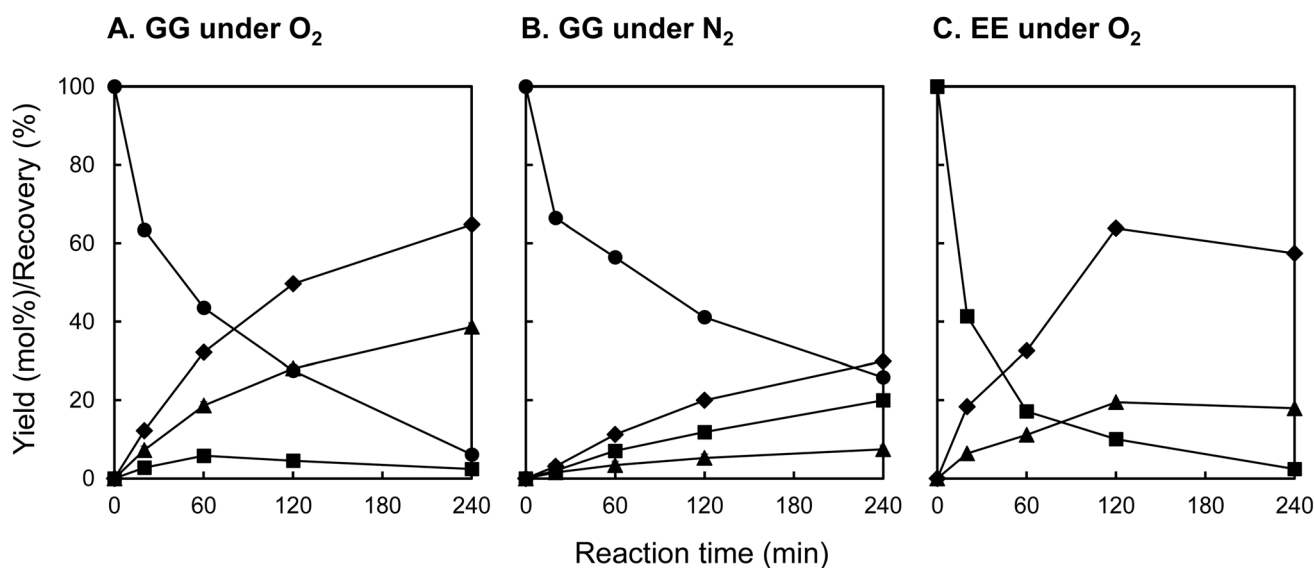 A. GG under O₂
B. GG under N₂
C. EE under O₂
Yield (mol%)/Recovery (%)
100
80
60
40
20
0
0 60 120 180 240
0 60 120 180 240
0 60 120 180 240
Reaction time (min)